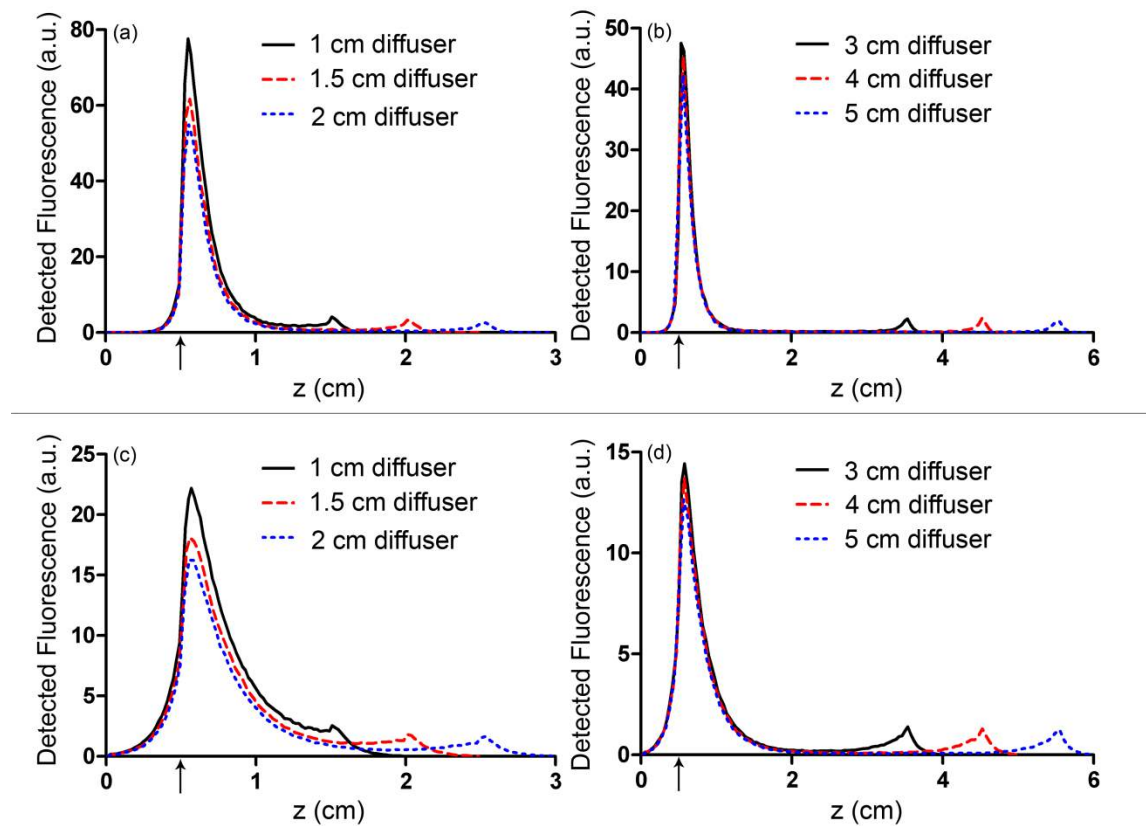 (a)
80
60
40
20
0
Detected Fluorescence (a.u.)
1 cm diffuser
1.5 cm diffuser
2 cm diffuser
0 1 2 3
z (cm)
(b)
50
40
30
20
10
0
Detected Fluorescence (a.u.)
3 cm diffuser
4 cm diffuser
5 cm diffuser
0 2 4 6
z (cm)
(c)
25
20
15
10
5
0
Detected Fluorescence (a.u.)
1 cm diffuser
1.5 cm diffuser
2 cm diffuser
0 1 2 3
z (cm)
(d)
15
10
5
0
Detected Fluorescence (a.u.)
3 cm diffuser
4 cm diffuser
5 cm diffuser
0 2 4 6
z (cm)